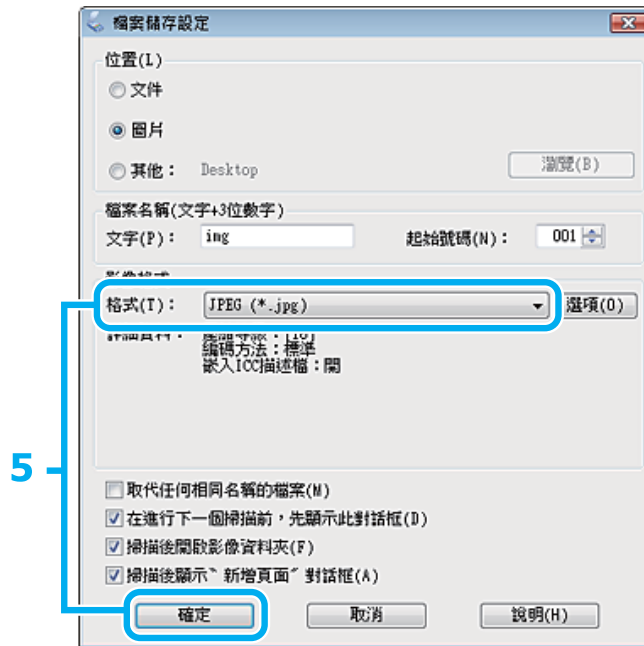 檔案儲存設定
位置(L)
文件
圖片
其他： Desktop 瀏覽(B)
檔案名稱(文字+3位數字)
文字(P)： img 起始號碼(N)： 001
格式(T)： JPEG (*.jpg) 選項(O)
編碼方法：標準
嵌入ICC描述檔：開
5
取代任何相同名稱的檔案(M)
在進行下一個掃描前，先顯示此對話框(D)
掃描後開啟影像資料夾(F)
掃描後顯示〝新增頁面〞對話框(A)
確定 取消 說明(H)